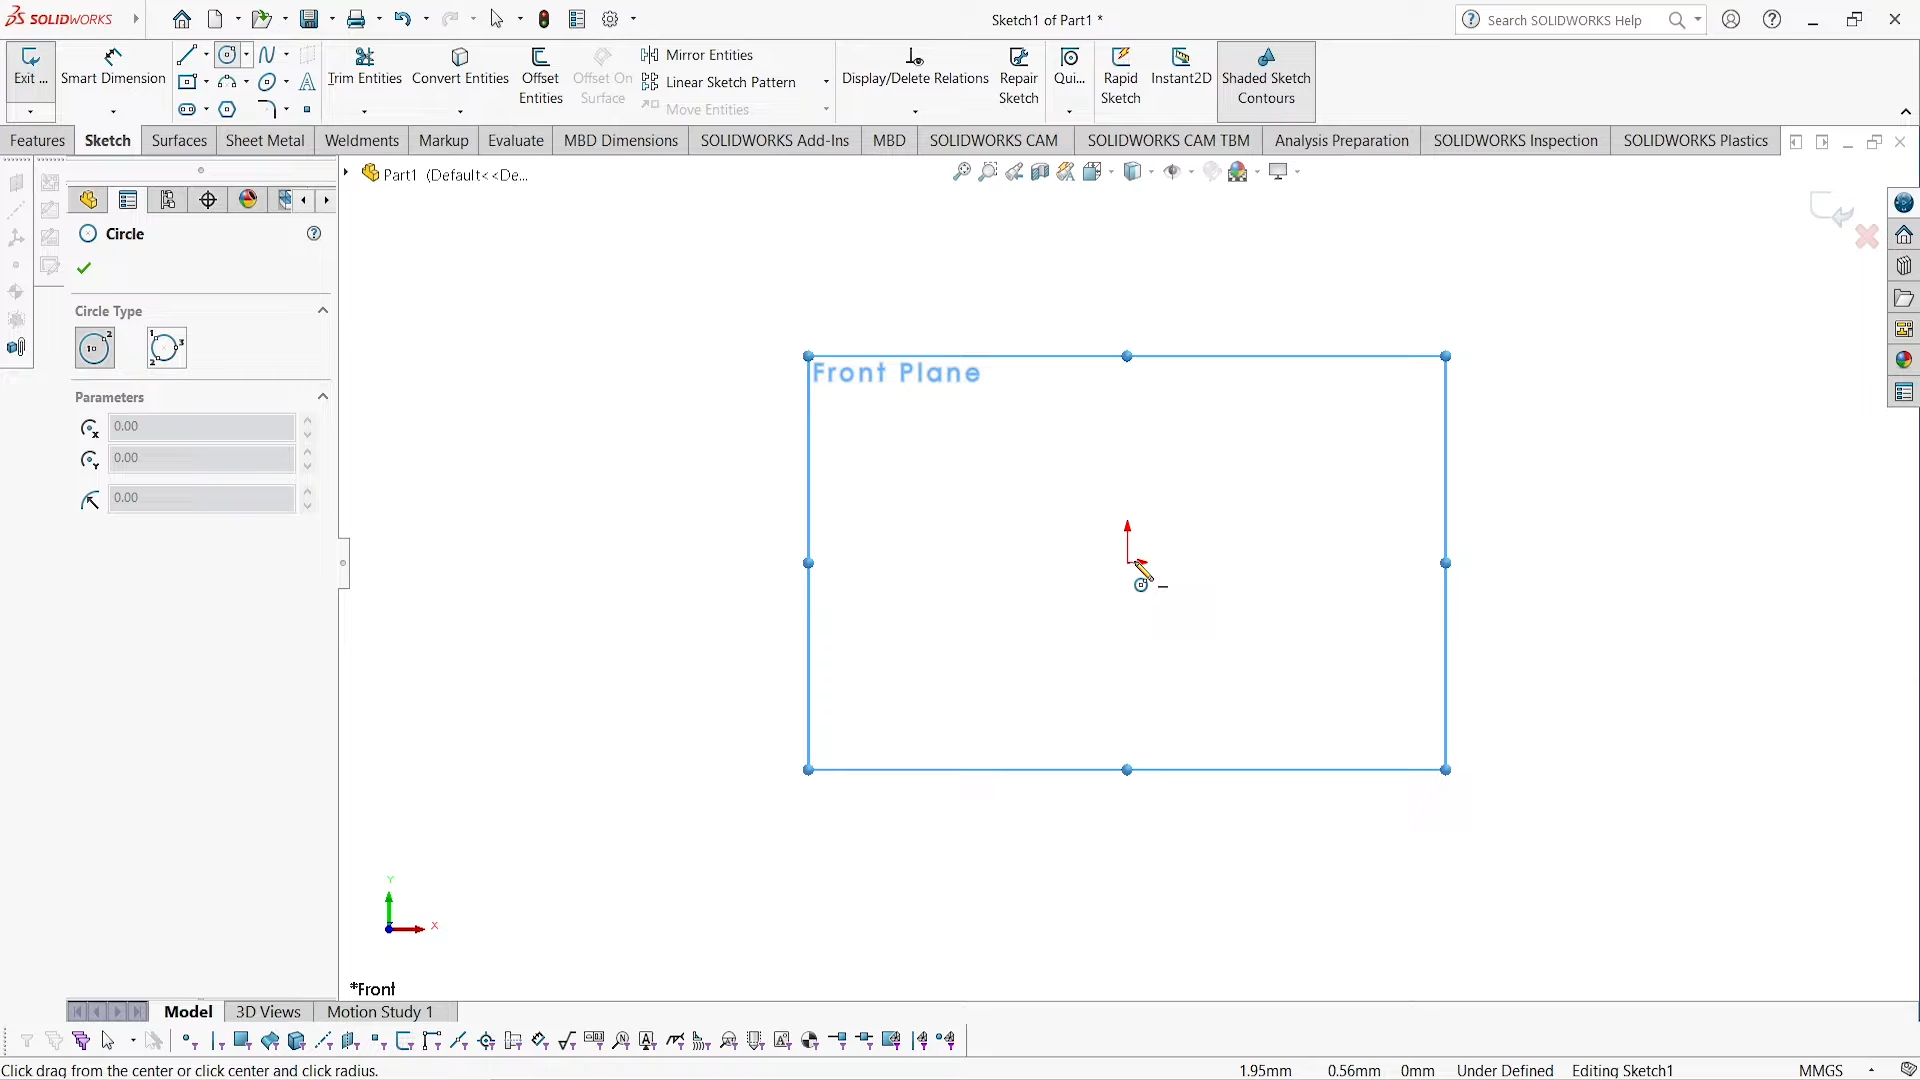 SOLIDWORKS
Sketch1 of Part1 *
Search SOLIDWORKS Help
Exit ...
Smart Dimension
Trim Entities
Convert Entities
Offset Entities
Offset On Surface
Mirror Entities
Linear Sketch Pattern
Move Entities
Display/Delete Relations
Repair Sketch
Qui...
Rapid Sketch
Instant2D
Shaded Sketch Contours
Features
Sketch
Surfaces
Sheet Metal
Weldments
Markup
Evaluate
MBD Dimensions
SOLIDWORKS Add-Ins
MBD
SOLIDWORKS CAM
SOLIDWORKS CAM TBM
Analysis Preparation
SOLIDWORKS Inspection
SOLIDWORKS Plastics
Part1 (Default<<De...
Circle
Circle Type
Parameters
0.00
0.00
0.00
Front Plane
Y
X
*Front
Model
3D Views
Motion Study 1
Click drag from the center or click center and click radius.
1.95mm
0.56mm
0mm
Under Defined
Editing Sketch1
MMGS